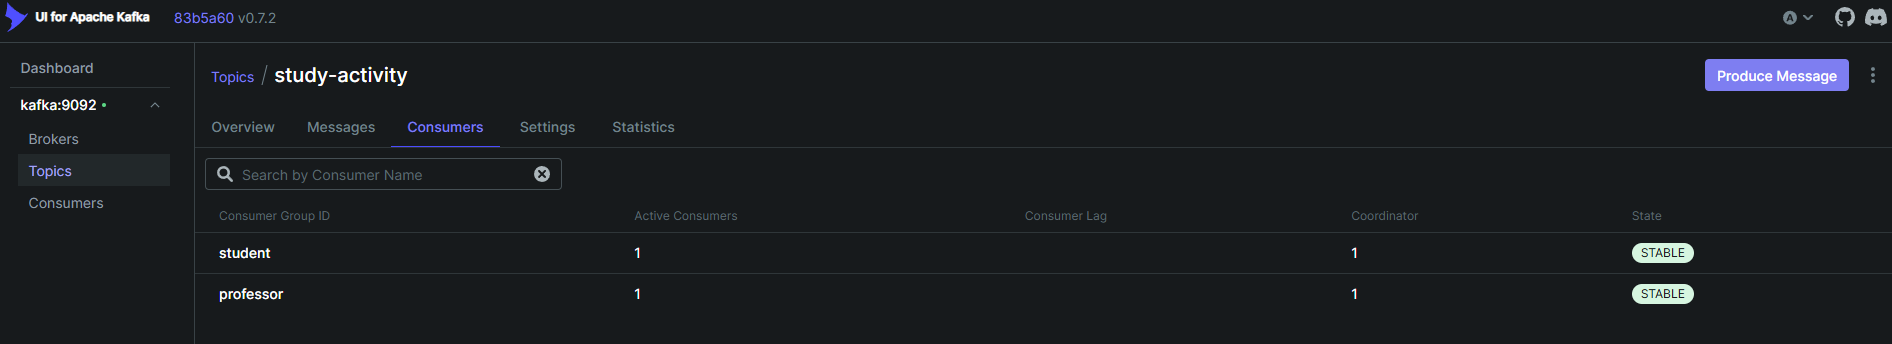 UI for Apache Kafka 83b5a60 v0.7.2 A
Dashboard
kafka:9092
Brokers
Topics
Consumers
Topics / study-activity Produce Message
Overview Messages Consumers Settings Statistics
Search by Consumer Name
Consumer Group ID Active Consumers Consumer Lag Coordinator State
student 1 1 STABLE
professor 1 1 STABLE